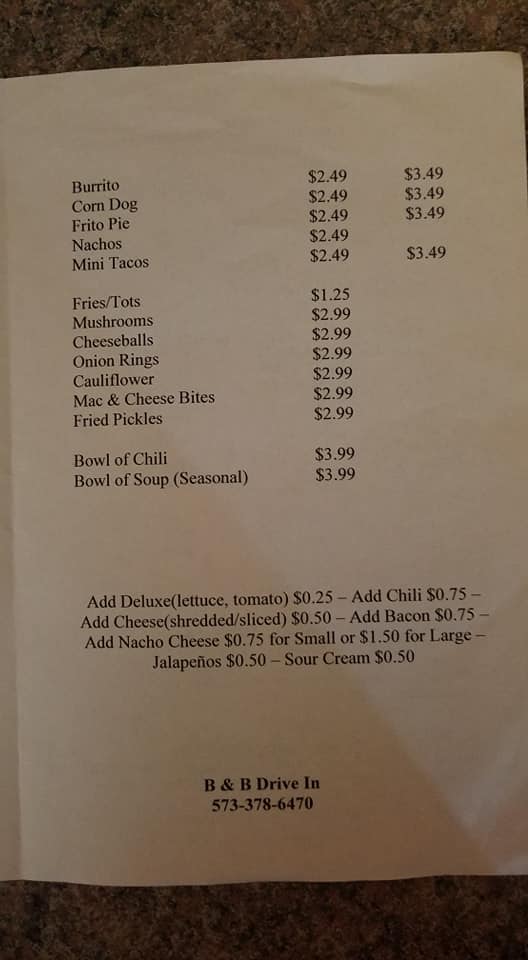 Burrito $2.49 $3.49
Corn Dog $2.49 $3.49
Frito Pie $2.49 $3.49
Nachos $2.49
Mini Tacos $2.49 $3.49
Fries/Tots $1.25
Mushrooms $2.99
Cheeseballs $2.99
Onion Rings $2.99
Cauliflower $2.99
Mac & Cheese Bites $2.99
Fried Pickles $2.99
Bowl of Chili $3.99
Bowl of Soup (Seasonal) $3.99
Add Deluxe(lettuce, tomato) $0.25 – Add Chili $0.75 –
Add Cheese(shredded/sliced) $0.50 – Add Bacon $0.75 –
Add Nacho Cheese $0.75 for Small or $1.50 for Large –
Jalapeños $0.50 – Sour Cream $0.50
B & B Drive In
573-378-6470